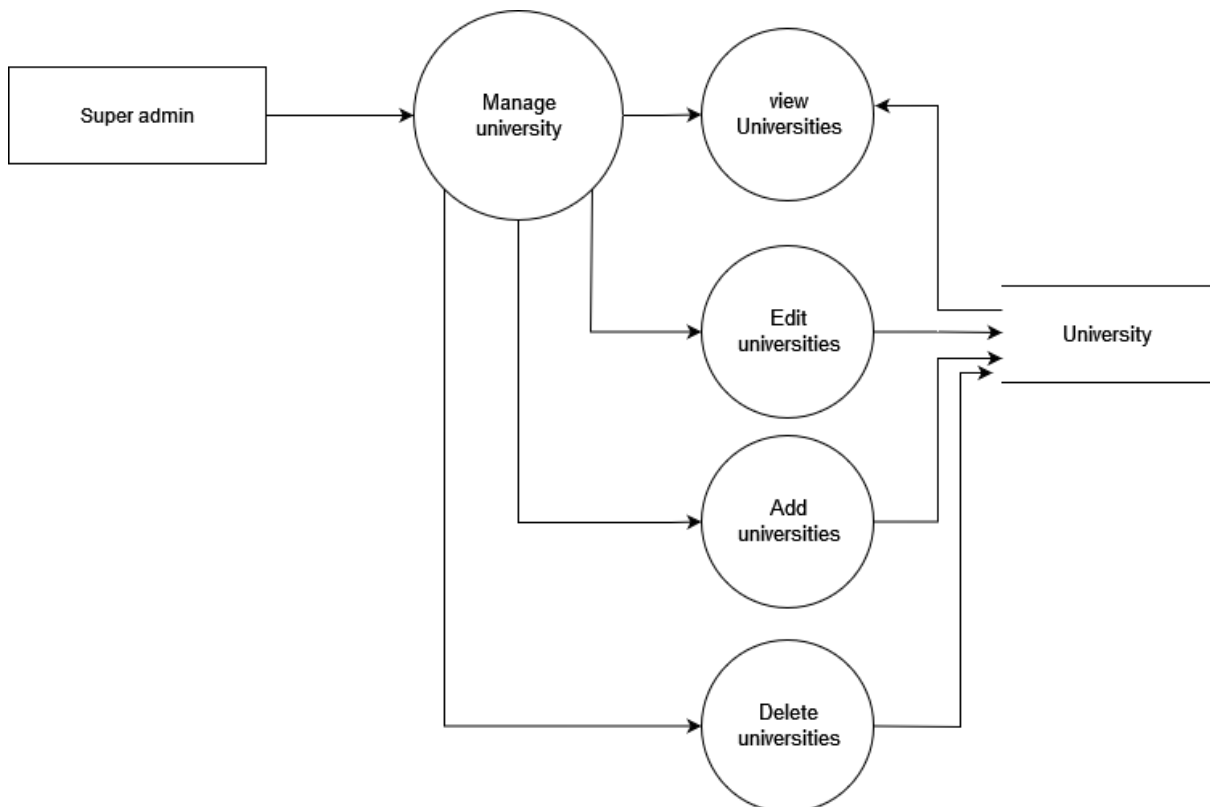 Super admin
Manage
university
view
Universities
Edit
universities
University
Add
universities
Delete
universities